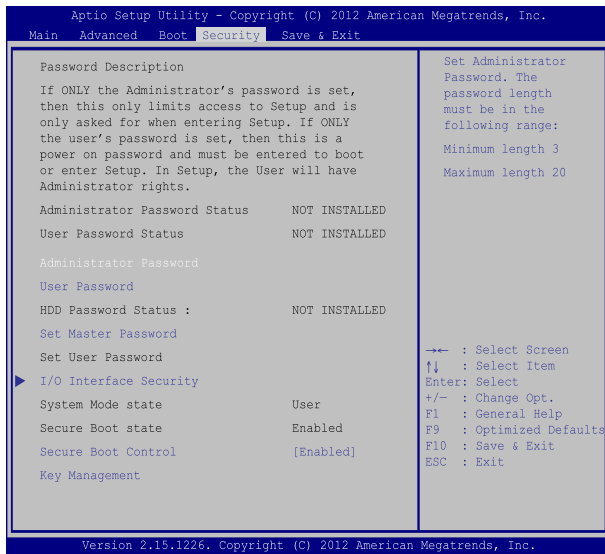 Aptio Setup Utility - Copyright (C) 2012 American Megatrends, Inc.
Main Advanced Boot Security Save & Exit
Password Description
If ONLY the Administrator's password is set,
then this only limits access to Setup and is
only asked for when entering Setup. If ONLY
the user's password is set, then this is a
power on password and must be entered to boot
or enter Setup. In Setup, the User will have
Administrator rights.
Administrator Password Status NOT INSTALLED
User Password Status NOT INSTALLED
Administrator Password
User Password
HDD Password Status : NOT INSTALLED
Set Master Password
Set User Password
I/O Interface Security
System Mode state User
Secure Boot state Enabled
Secure Boot Control [Enabled]
Key Management
Set Administrator
Password. The
password length
must be in the
following range:
Minimum length 3
Maximum length 20
→← : Select Screen
↑↓ : Select Item
Enter: Select
+/— : Change Opt.
F1 : General Help
F9 : Optimized Defaults
F10 : Save & Exit
ESC : Exit
Version 2.15.1226. Copyright (C) 2012 American Megatrends, Inc.